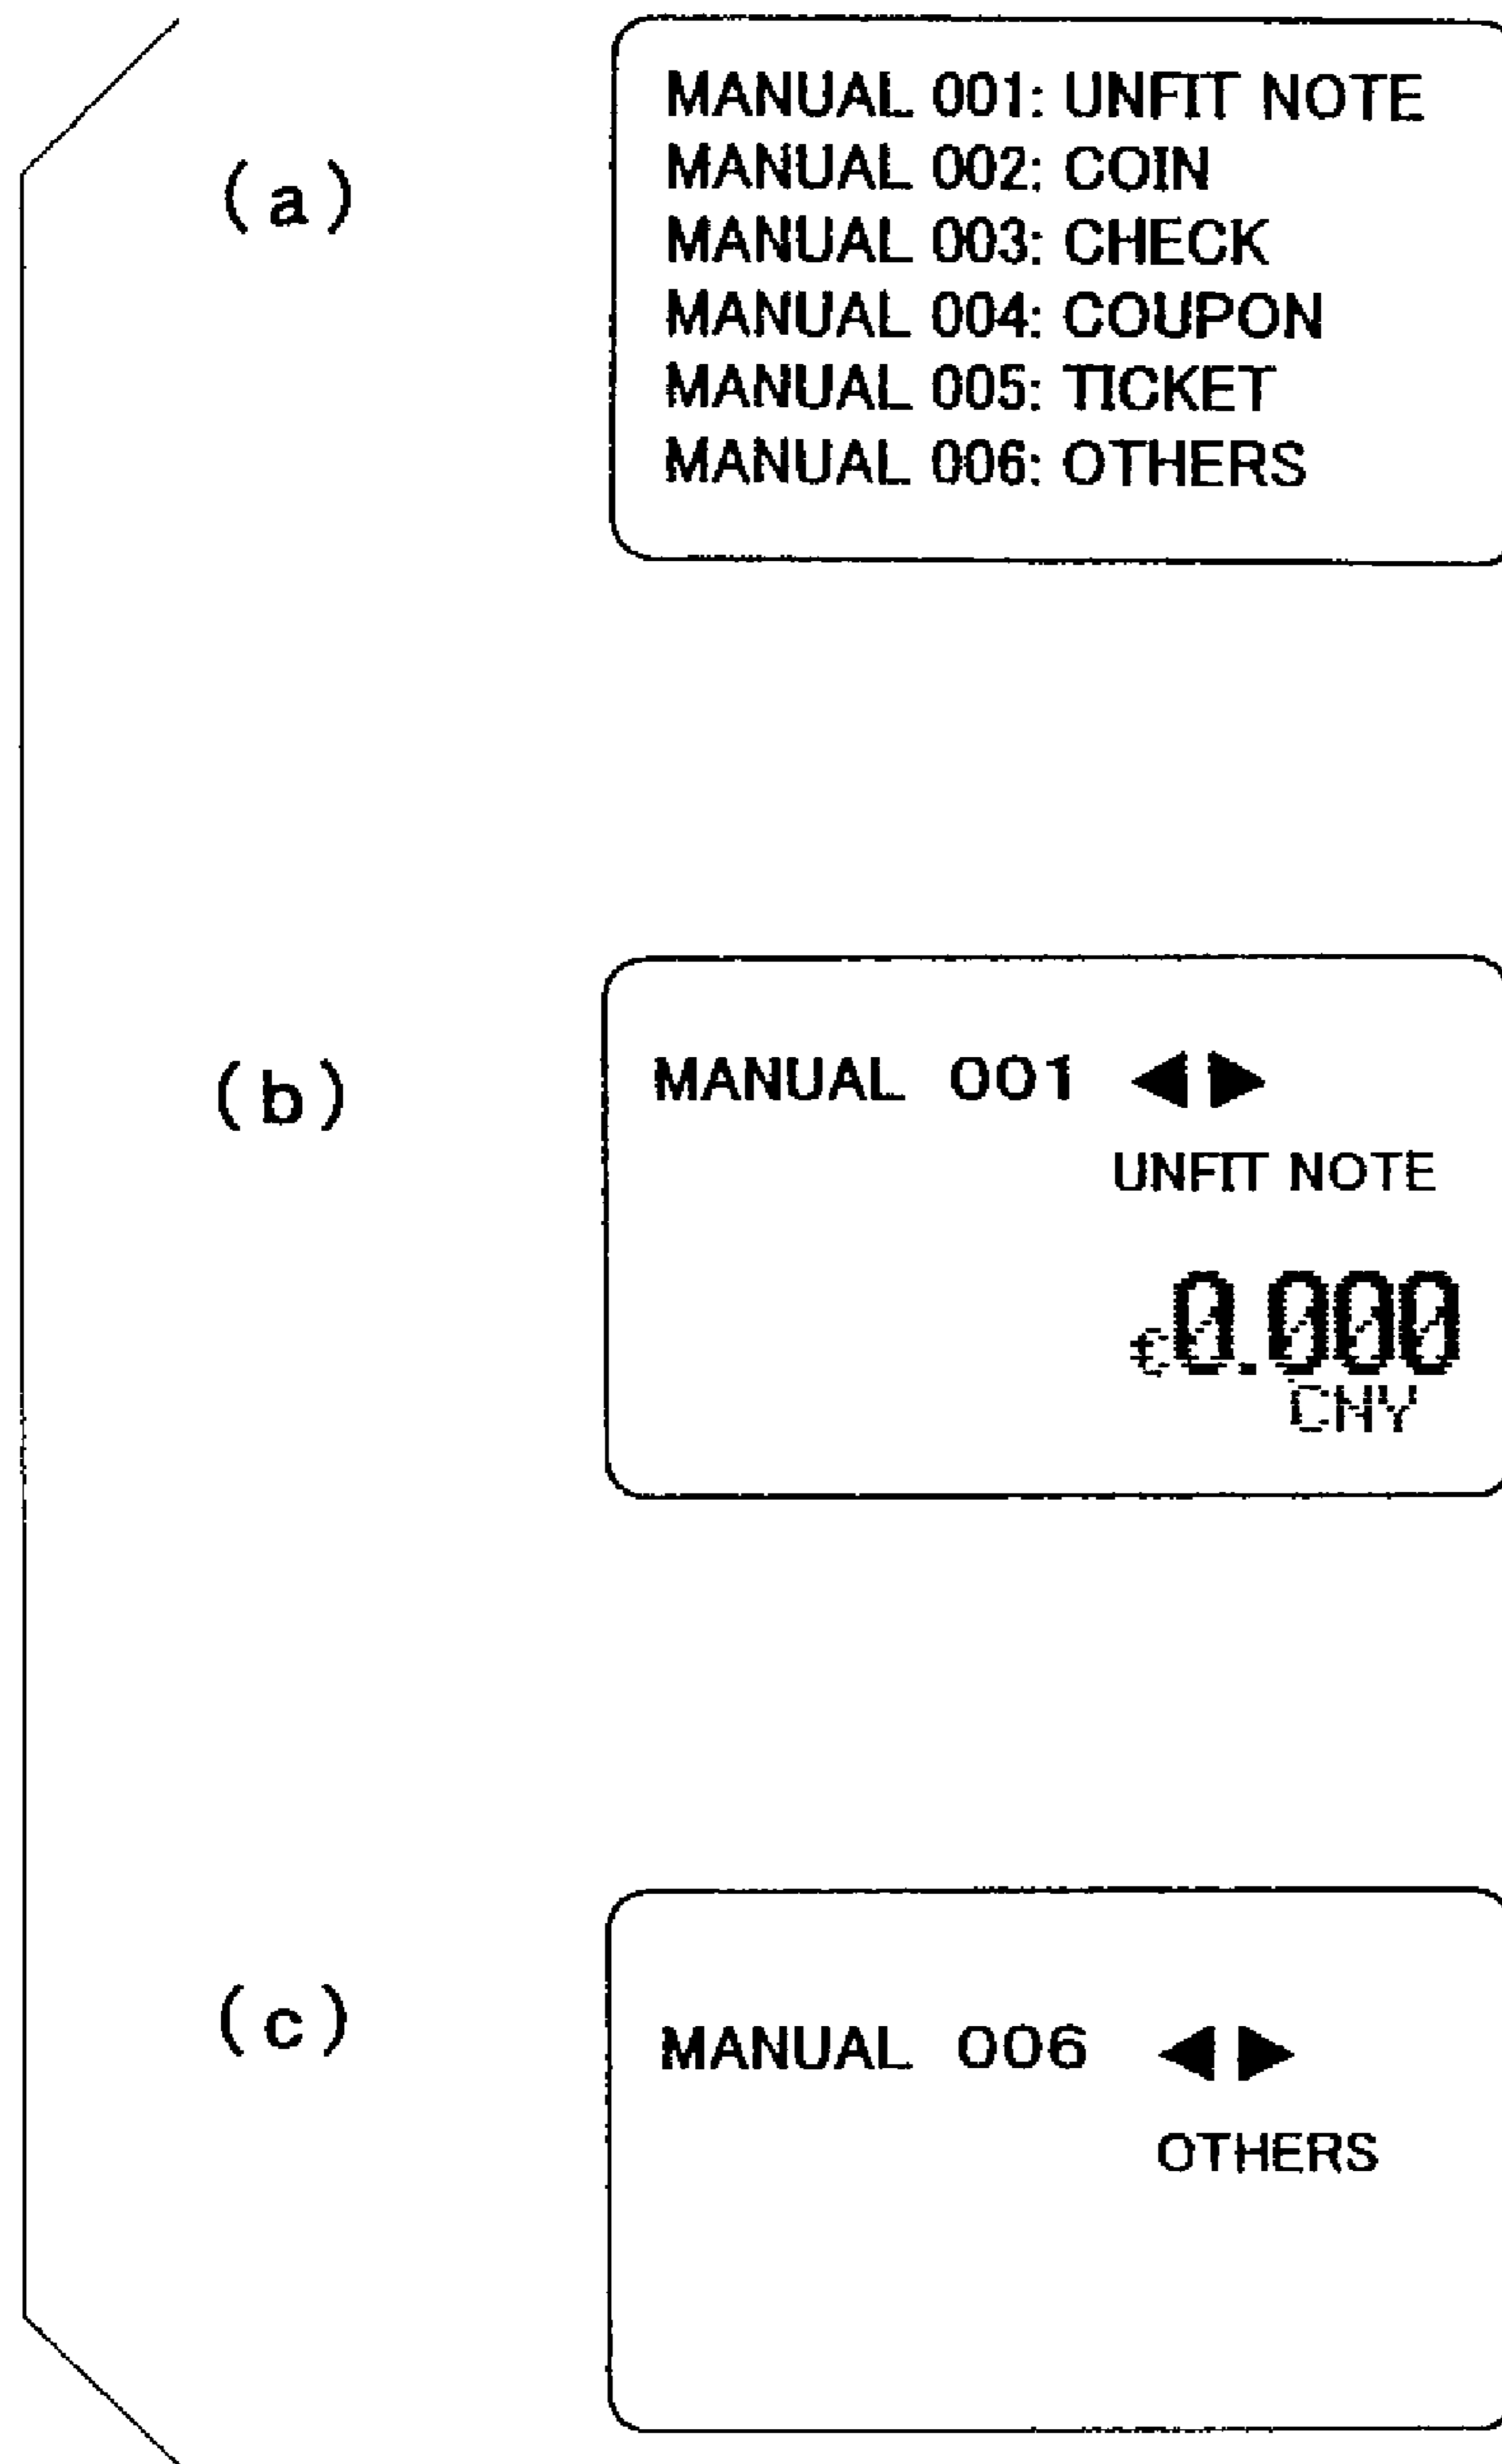 (a)
MANUAL 001: UNFIT NOTE
MANUAL 002: COIN
MANUAL 003: CHECK
MANUAL 004: COUPON
MANUAL 005: TICKET
MANUAL 006: OTHERS
(b)
MANUAL 001 ◀▶
UNFIT NOTE
€0.000
CNY
(c)
MANUAL 006 ◀▶
OTHERS